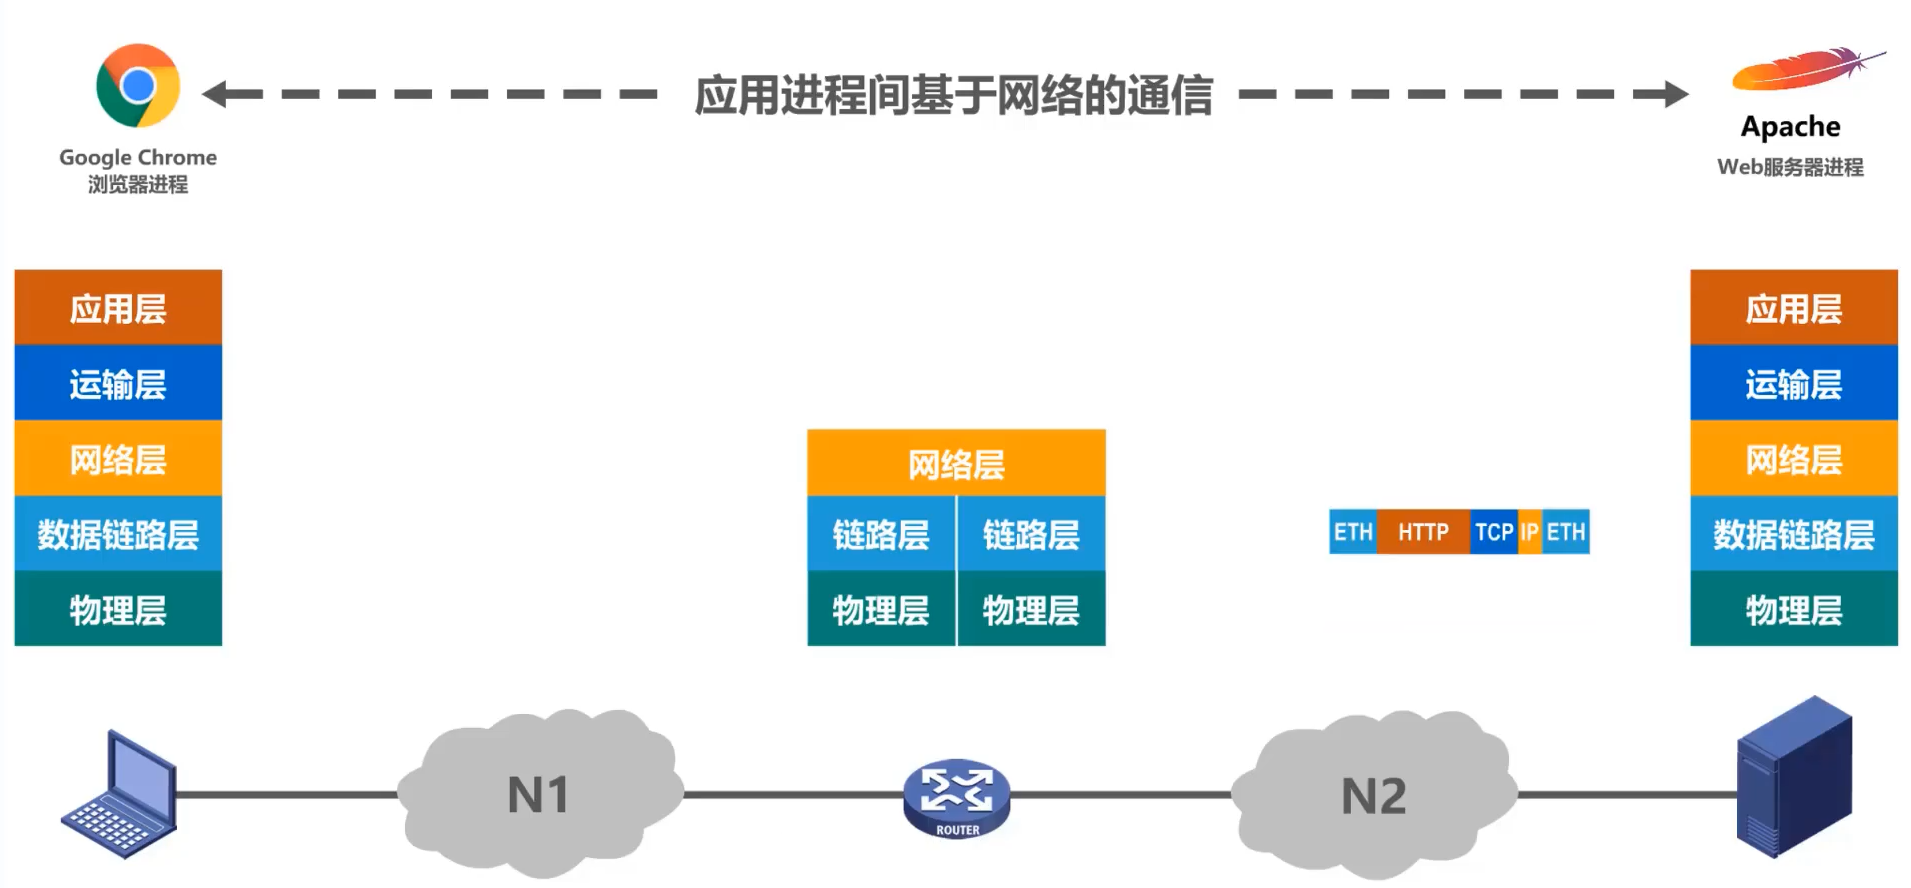 应用进程间基于网络的通信
Google Chrome
浏览器进程
Apache
Web服务器进程
应用层
运输层
网络层
数据链路层
物理层
网络层
链路层 链路层
物理层 物理层
ETH HTTP TCP IP ETH
应用层
运输层
网络层
数据链路层
物理层
N1
ROUTER
N2